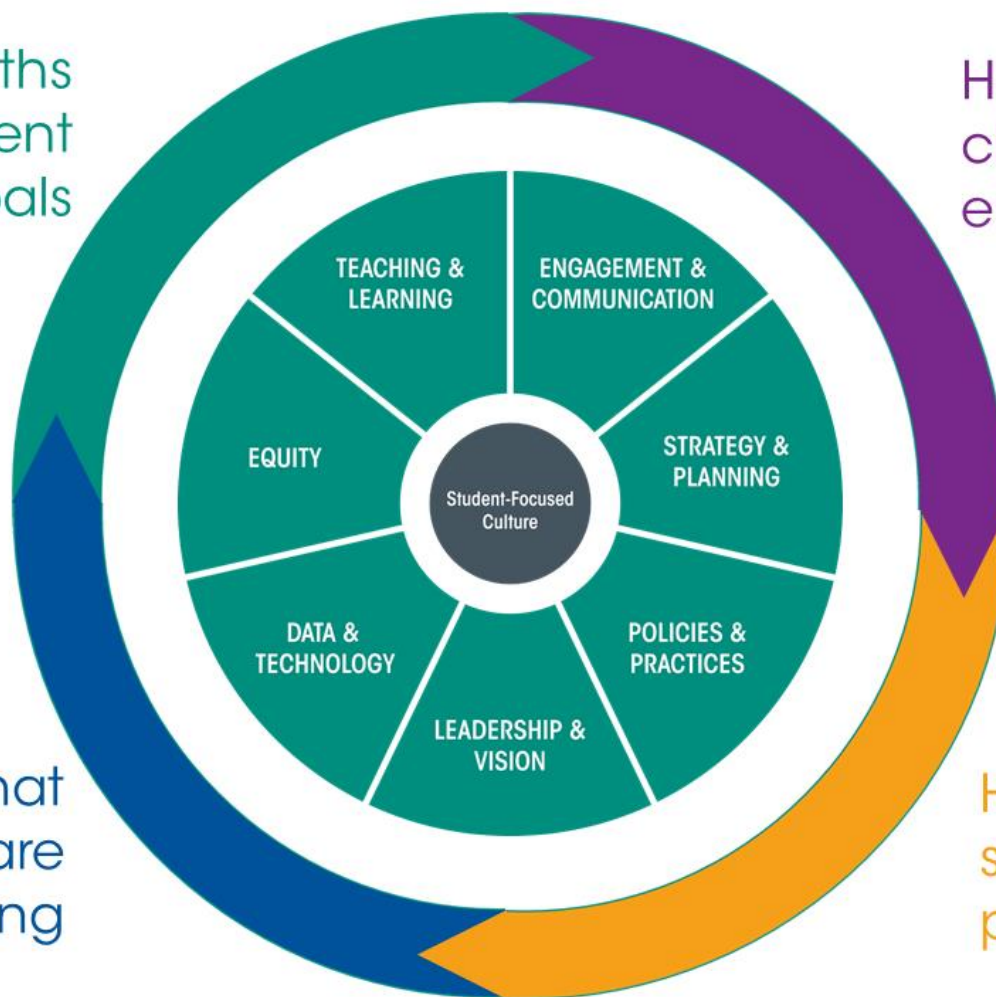 ths
ent
als
H
c
e
TEACHING &
LEARNING
ENGAGEMENT &
COMMUNICATION
EQUITY
STRATEGY &
PLANNING
Student-Focused
Culture
DATA &
TECHNOLOGY
POLICIES &
PRACTICES
LEADERSHIP &
VISION
hat
are
ing
H
s
p